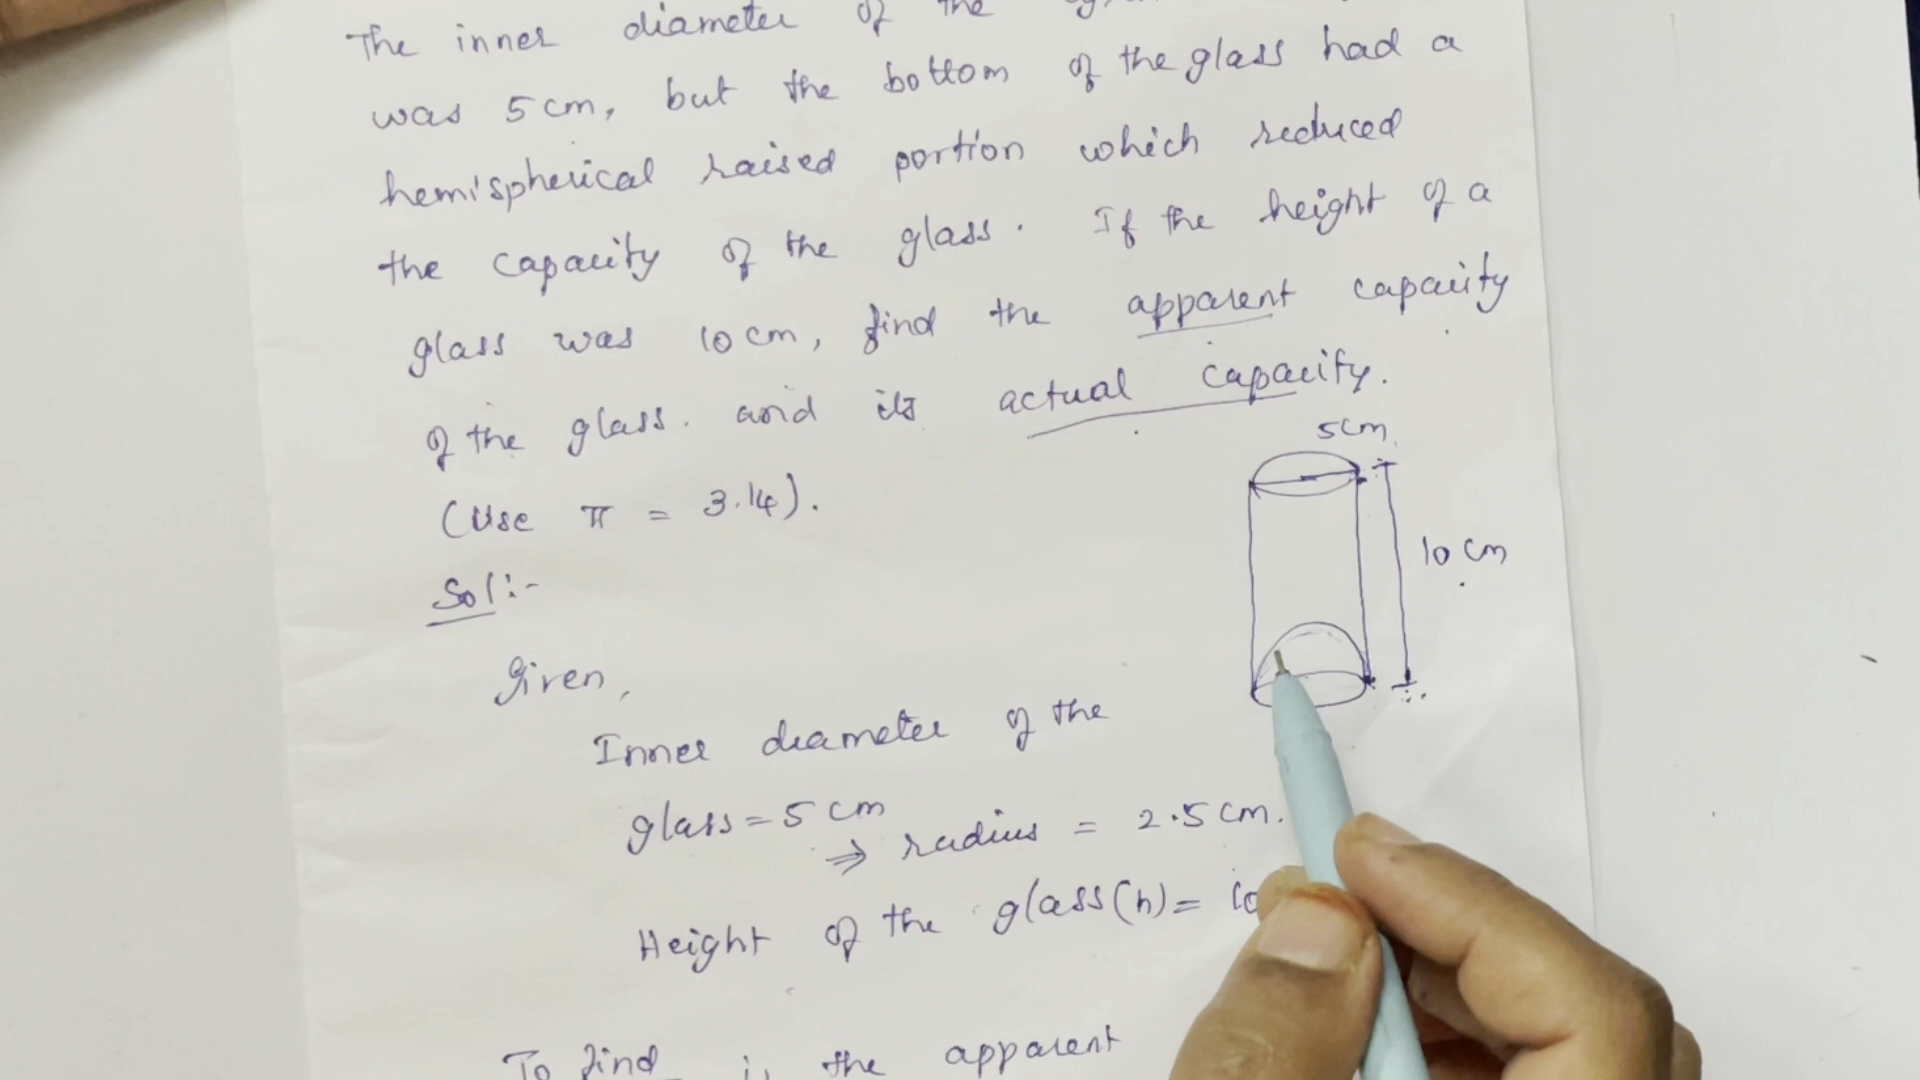 The inner diameter of the
was 5 cm, but the bottom of the glass had a
hemispherical raised portion which reduced
the capacity of the glass. If the height of a
glass was 10 cm, find the apparent capacity
of the glass. and its actual capacity.
(Use π = 3.14).
5cm
10 cm
Sol:-
Given,
Inner diameter of the
glass = 5 cm
⇒ radius = 2.5 cm.
Height of the glass (h) = 10
To find the apparent